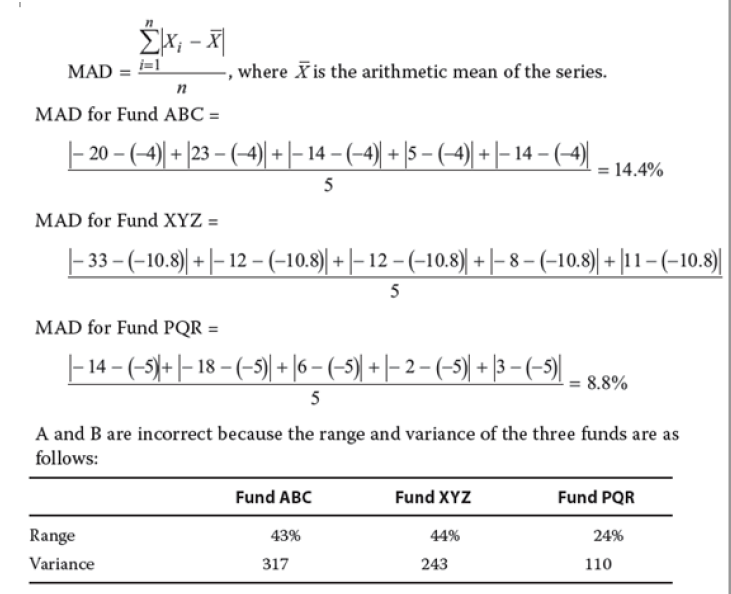 MAD = \frac{\sum_{i=1}^{n}|X_i - \overline{X}|}{n}, where \overline{X} is the arithmetic mean of the series.
MAD for Fund ABC =
\frac{|– 20 – (–4)| + |23 – (–4)| + |– 14 – (–4)| + |5 – (–4)| + |– 14 – (–4)|}{5} = 14.4%
MAD for Fund XYZ =
\frac{|– 33 – (–10.8)| + |– 12 – (–10.8)| + |– 12 – (–10.8)| + |– 8 – (–10.8)| + |11 – (–10.8)|}{5}
MAD for Fund PQR =
\frac{|– 14 – (–5)| + |– 18 – (–5)| + |6 – (–5)| + |– 2 – (–5)| + |3 – (–5)|}{5} = 8.8%
A and B are incorrect because the range and variance of the three funds are as
follows:
Fund ABC Fund XYZ Fund PQR
Range 43% 44% 24%
Variance 317 243 110